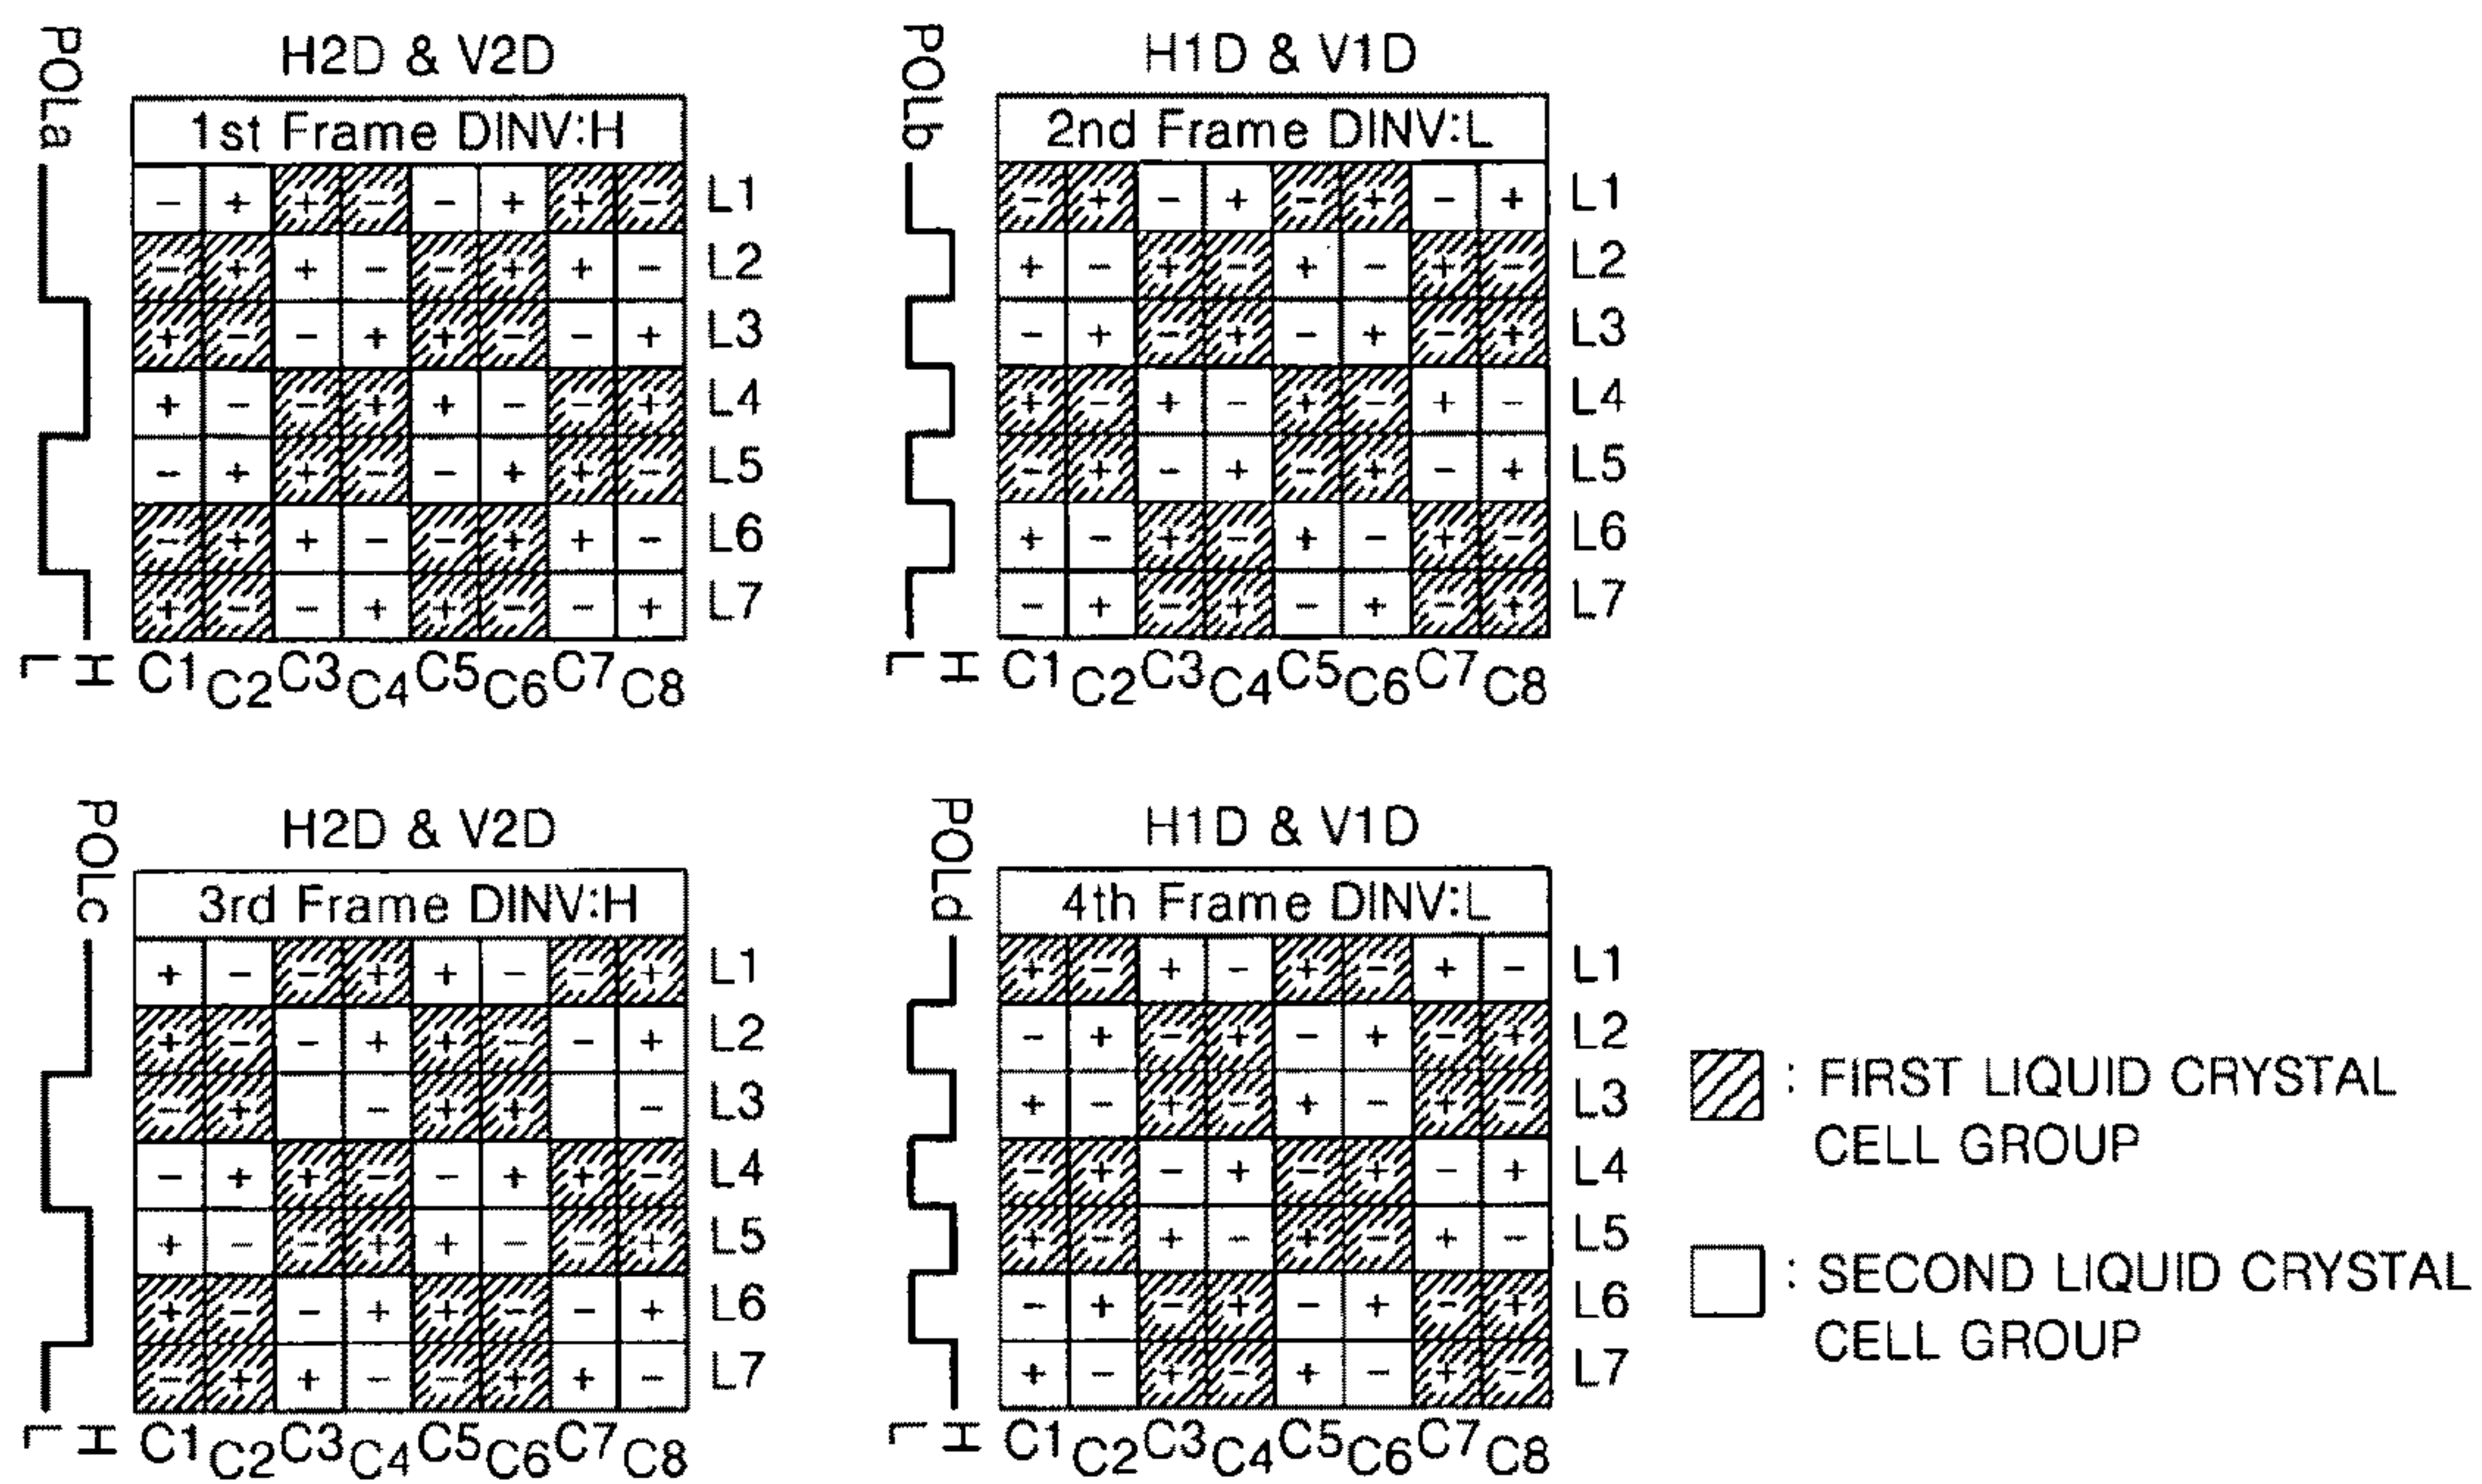 POLa
H2D & V2D
1st Frame DINV:H
- + + - - + + - L1
- + + - - + + - L2
+ - - + + - - + L3
+ - - + + - - + L4
- + + - - + + - L5
- + + - - + + - L6
+ - - + + - - + L7
L H C1 C2 C3 C4 C5 C6 C7 C8
POLb
H1D & V1D
2nd Frame DINV:L
- + - + - + - + L1
+ - + - + - + - L2
- + - + - + - + L3
+ - + - + - + - L4
- + - + - + - + L5
+ - + - + - + - L6
- + - + - + - + L7
L H C1 C2 C3 C4 C5 C6 C7 C8
POLc
H2D & V2D
3rd Frame DINV:H
+ - - + + - - + L1
+ - - + + - - + L2
- + - + + - L3
- + + - - + + - L4
+ - - + + - - + L5
+ - - + + - - + L6
- + + - - + + - L7
L H C1 C2 C3 C4 C5 C6 C7 C8
POLd
H1D & V1D
4th Frame DINV:L
+ - + - + - + - L1
- + - + - + - + L2
+ - + - + - + - L3
- + - + - + - + L4
+ - + - + - + - L5
- + - + - + - + L6
+ - + - + - + - L7
L H C1 C2 C3 C4 C5 C6 C7 C8
: FIRST LIQUID CRYSTAL
CELL GROUP
: SECOND LIQUID CRYSTAL
CELL GROUP